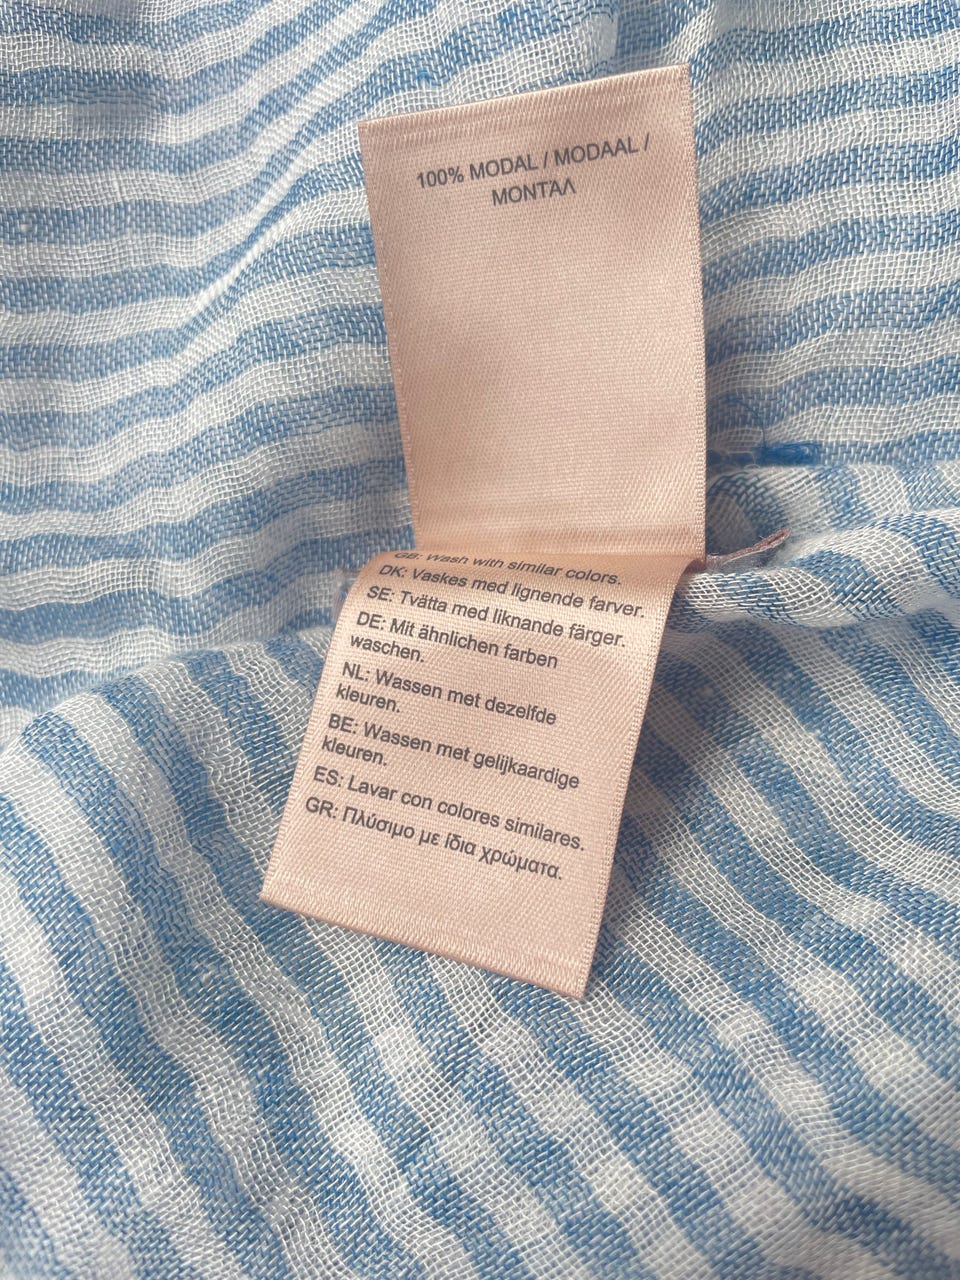 100% MODAL / MODAAL /
ΜΟΝΤΑΛ
GB: Wash with similar colors.
DK: Vaskes med lignende farver.
SE: Tvätta med liknande färger.
DE: Mit ähnlichen farben
waschen.
NL: Wassen met dezelfde
kleuren.
BE: Wassen met gelijkaardige
kleuren.
ES: Lavar con colores similares.
GR: Πλύσιμο με ίδια χρώματα.